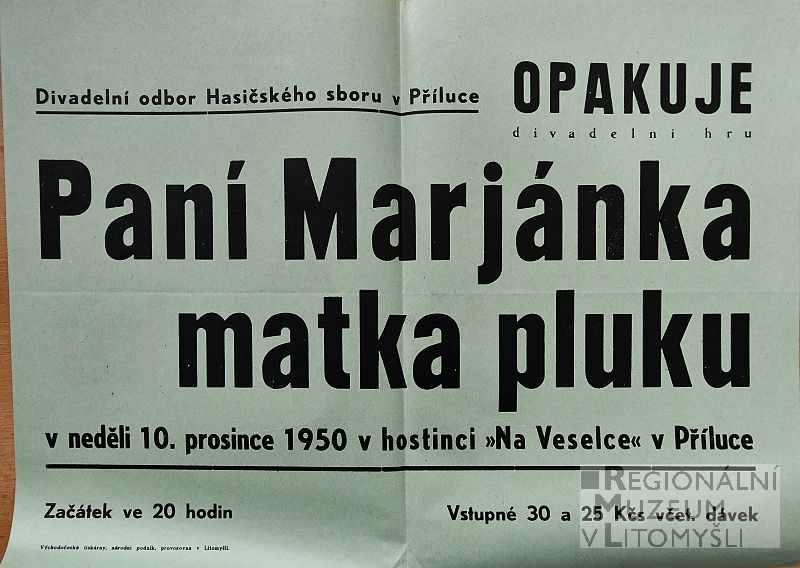 Divadelní odbor Hasičského sboru v Příluce
OPAKUJE
divadelní hru
Paní Marjánka
matka pluku
v neděli 10. prosince 1950 v hostinci »Na Veselce« v Příluce
Začátek ve 20 hodin
Vstupné 30 a 25 Kčs včet. dávek
Východočeské tiskárny, národní podnik, provozovna v Litomyšli.
REGIONÁLNÍ
MUZEUM
V LITOMYŠLI